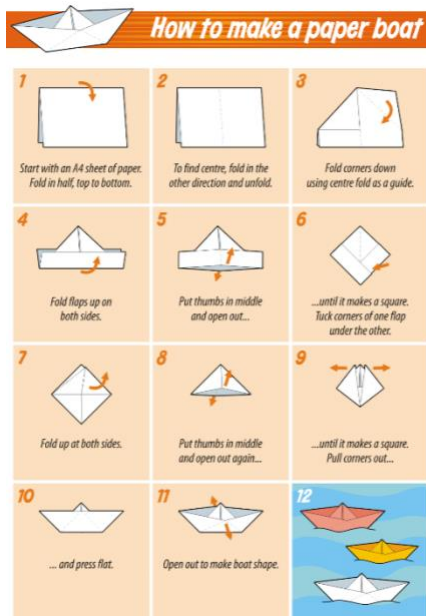 How to make a paper boat
1
Start with an A4 sheet of paper.
Fold in half, top to bottom.
2
To find centre, fold in the
other direction and unfold.
3
Fold corners down
using centre fold as a guide.
4
Fold flaps up on
both sides.
5
Put thumbs in middle
and open out...
6
...until it makes a square.
Tuck corners of one flap
under the other.
7
Fold up at both sides.
8
Put thumbs in middle
and open out again...
9
...until it makes a square.
Pull corners out...
10
... and press flat.
11
Open out to make boat shape.
12